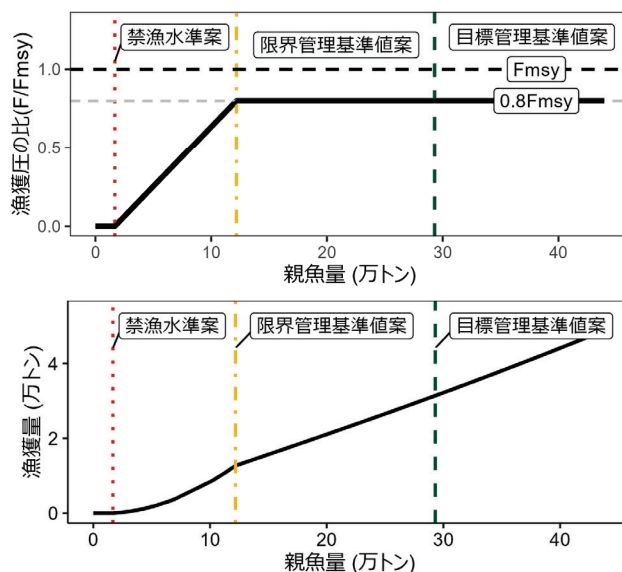 禁漁水準案
限界管理基準値案
目標管理基準値案
漁獲圧の比(F/Fmsy)
1.0
0.5
0.0
Fmsy
0.8Fmsy
0
10
20
30
40
親魚量 (万トン)
禁漁水準案
限界管理基準値案
目標管理基準値案
漁獲量 (万トン)
4
2
0
0
10
20
30
40
親魚量 (万トン)